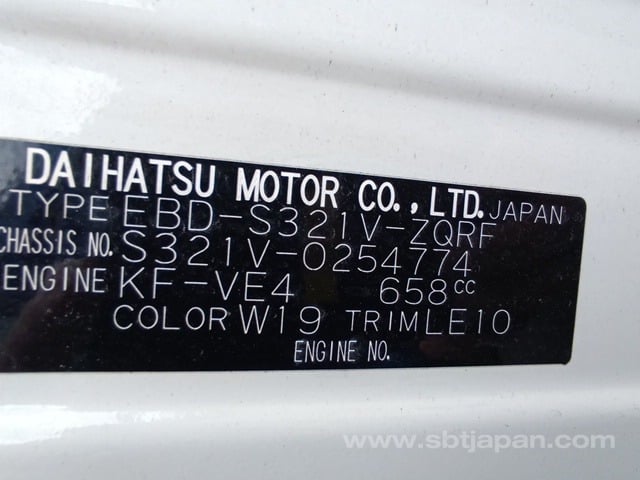 DAIHATSU MOTOR CO., LTD. JAPAN
TYPE EBD-S321V-ZQRF
CHASSIS NO. S321V-0254774
ENGINE KF-VE4 658cc
COLOR W19 TRIM LE10
ENGINE NO.
www.sbtjapan.com